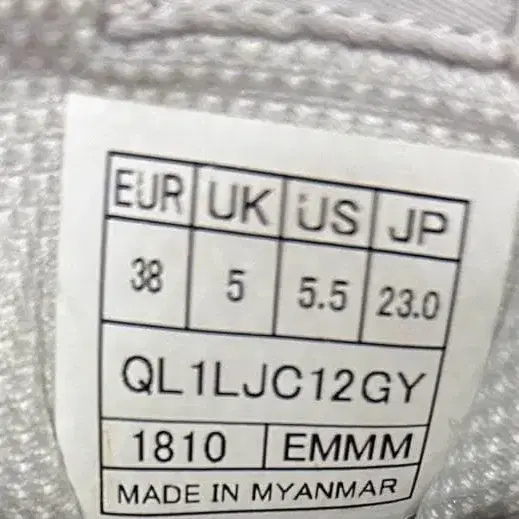 EUR UK US JP
38 5 5.5 23.0
QL1LJC12GY
1810 EMMM
MADE IN MYANMAR